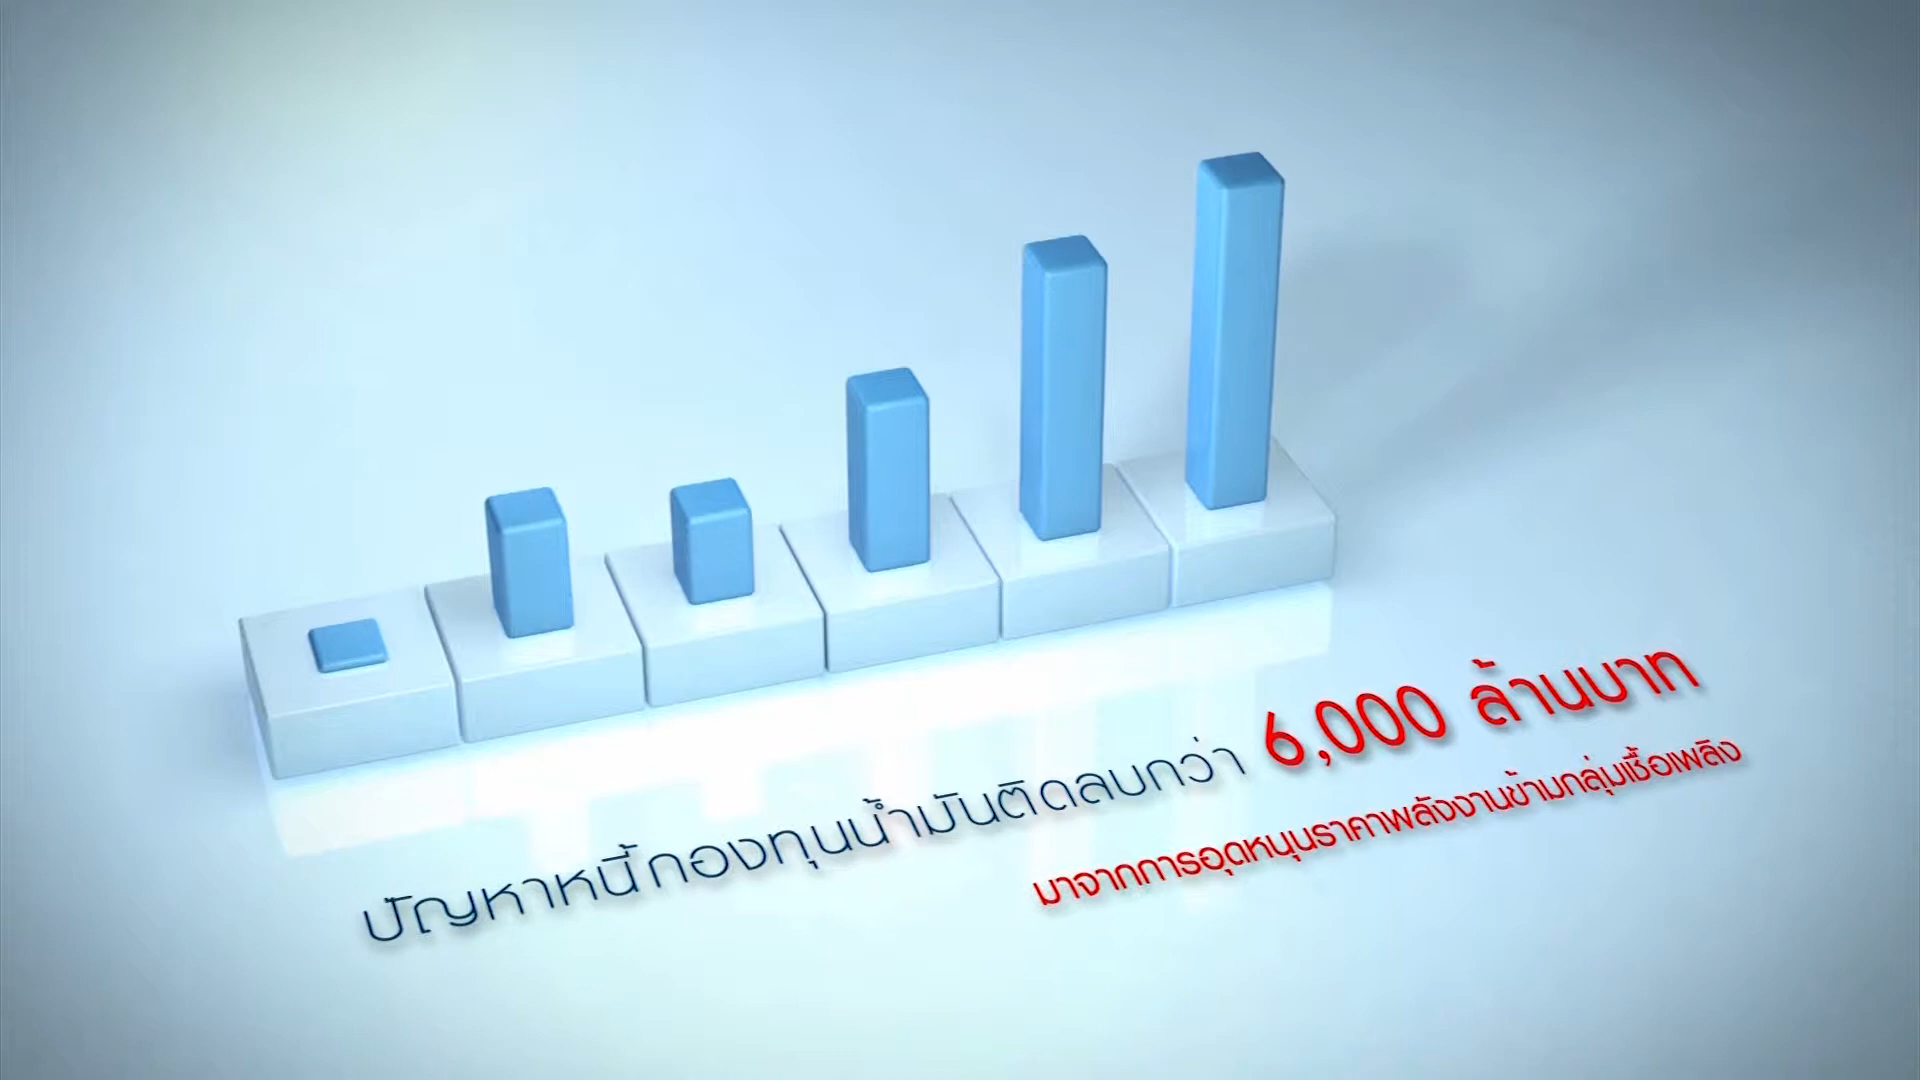 ปัญหาหนี้กองทุนน้ำมันติดลบกว่า 6,000 ล้านบาท
มาจากการอุดหนุนราคาพลังงานข้ามกลุ่มเชื้อเพลิง